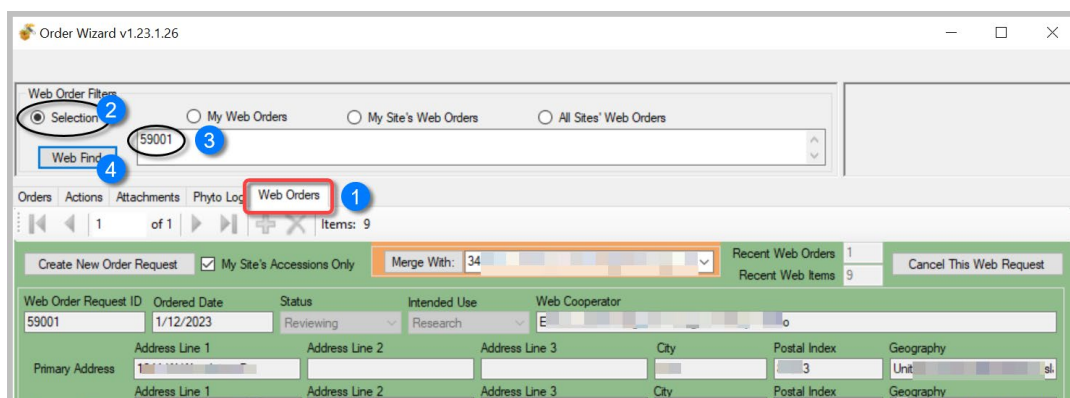 Order Wizard v1.23.1.26
Web Order Filters
Selection 2 My Web Orders My Site's Web Orders All Sites' Web Orders
59001 3
Web Find 4
Orders Actions Attachments Phyto Log Web Orders 1
1 of 1 Items: 9
Create New Order Request My Site's Accessions Only Merge With: 34 Recent Web Orders 1 Cancel This Web Request
Recent Web Items 9
Web Order Request ID Ordered Date Status Intended Use Web Cooperator
59001 1/12/2023 Reviewing Research E o
Address Line 1 Address Line 2 Address Line 3 City Postal Index Geography
Primary Address 1 3 Unit
Address Line 1 Address Line 2 Address Line 3 City Postal Index Geography